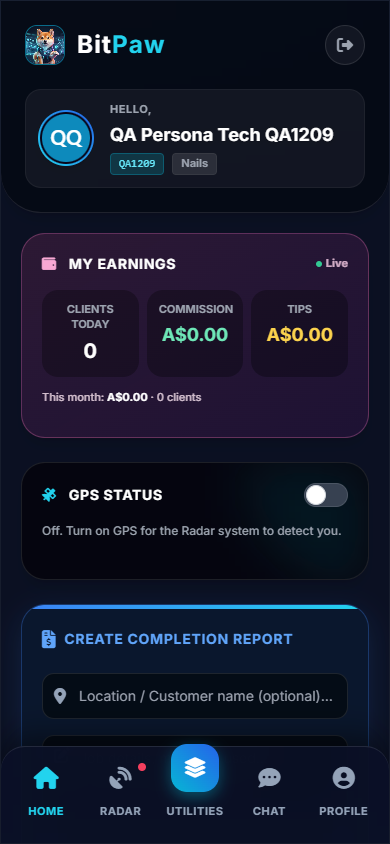 BitPaw
HELLO,
QQ
QA Persona Tech QA1209
QA1209 Nails
MY EARNINGS
Live
CLIENTS TODAY
0
COMMISSION
A$0.00
TIPS
A$0.00
This month: A$0.00 · 0 clients
GPS STATUS
Off. Turn on GPS for the Radar system to detect you.
CREATE COMPLETION REPORT
Location / Customer name (optional)...
HOME
RADAR
UTILITIES
CHAT
PROFILE